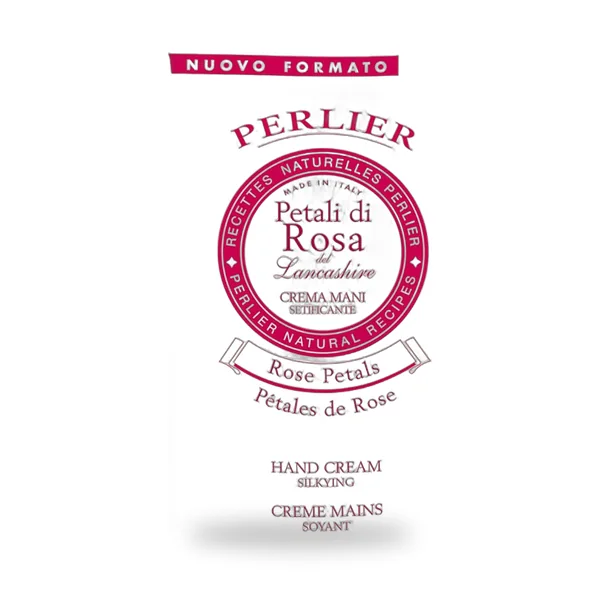 NUOVO FORMATO
PERLIER
RECETTES NATURELLES PERLIER
MADE IN ITALY
Petali di
Rosa
del
Lancashire
CREMA MANI
SETIFICANTE
PERLIER NATURAL RECIPES
Rose Petals
Pêtales de Rose
HAND CREAM
SILKYING
CREME MAINS
SOYANT